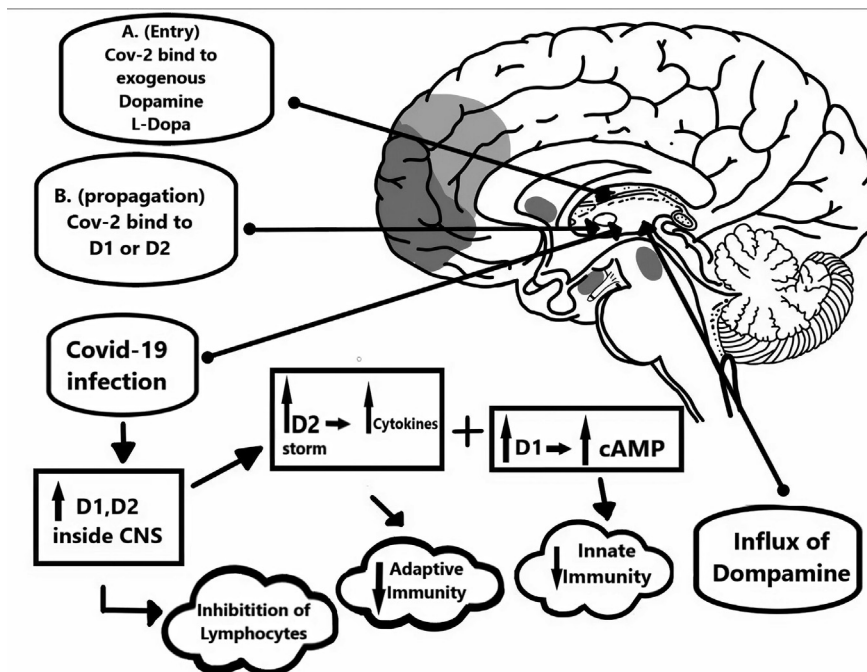 A. (Entry)
Cov-2 bind to
exogenous
Dopamine
L-Dopa
B. (propagation)
Cov-2 bind to
D1 or D2
Covid-19
infection
D2 → Cytokines
storm
+
D1 → cAMP
D1,D2
inside CNS
Adaptive
Immunity
Innate
Immunity
Influx of
Dompamine
Inhibitition of
Lymphocytes